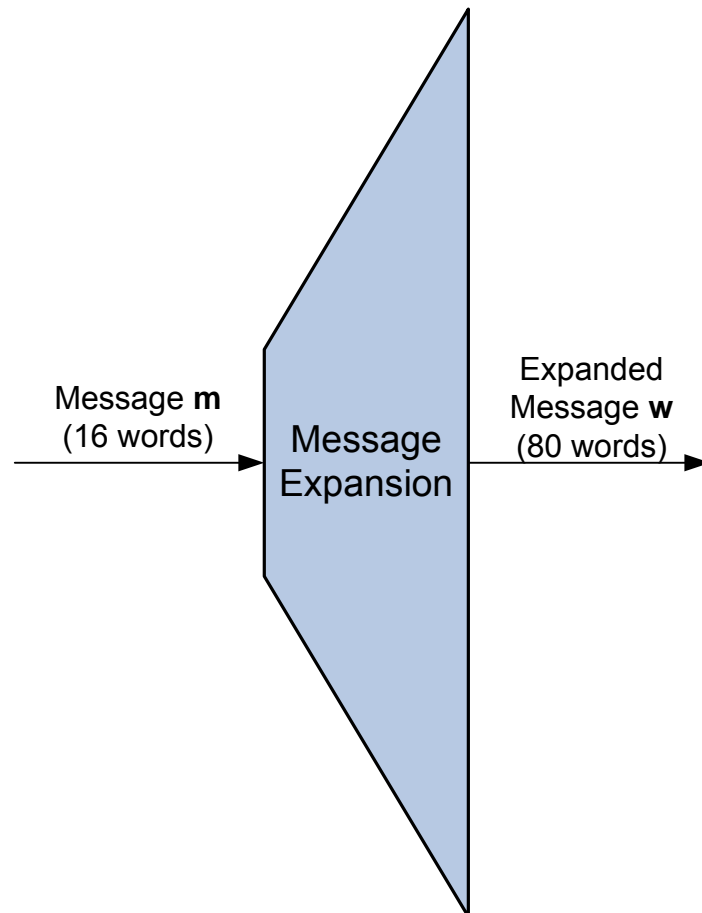 Message m
(16 words)
Message
Expansion
Expanded
Message w
(80 words)